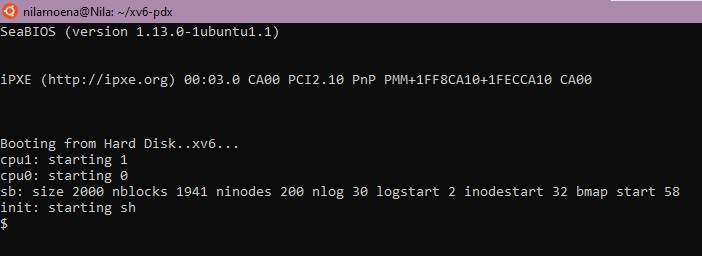 nilamoena@Nila: ~/xv6-pdx
SeaBIOS (version 1.13.0-1ubuntu1.1)
iPXE (http://ipxe.org) 00:03.0 CA00 PCI2.10 PnP PMM+1FF8CA10+1FECCA10 CA00
Booting from Hard Disk..xv6...
cpu1: starting 1
cpu0: starting 0
sb: size 2000 nblocks 1941 ninodes 200 nlog 30 logstart 2 inodestart 32 bmap start 58
init: starting sh
$